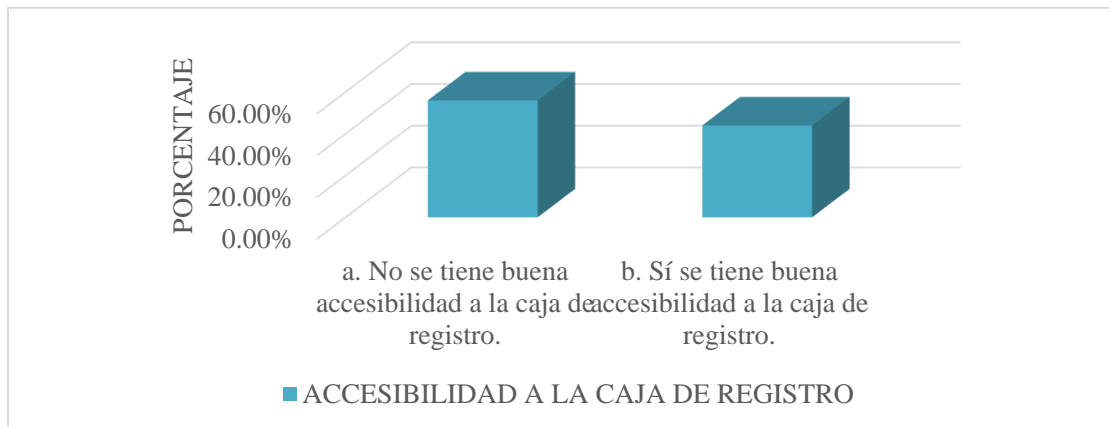 PORCENTAJE
60.00%
40.00%
20.00%
0.00%
a. No se tiene buena
accesibilidad a la caja de
registro.
b. Sí se tiene buena
accesibilidad a la caja de
registro.
ACCESIBILIDAD A LA CAJA DE REGISTRO